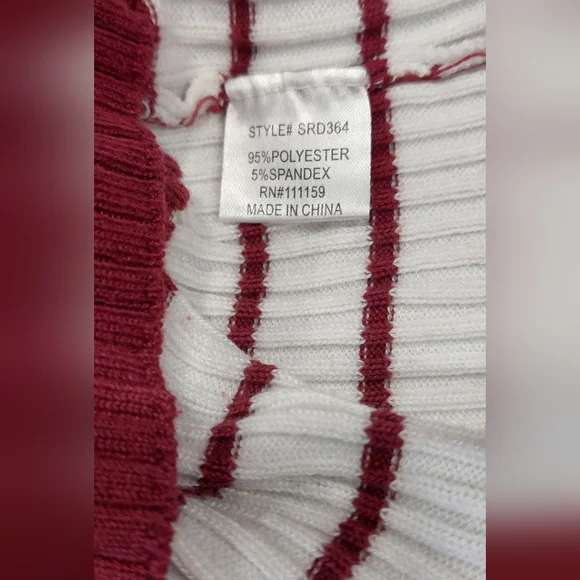 STYLE# SRD364
95%POLYESTER
5%SPANDEX
RN#111159
MADE IN CHINA